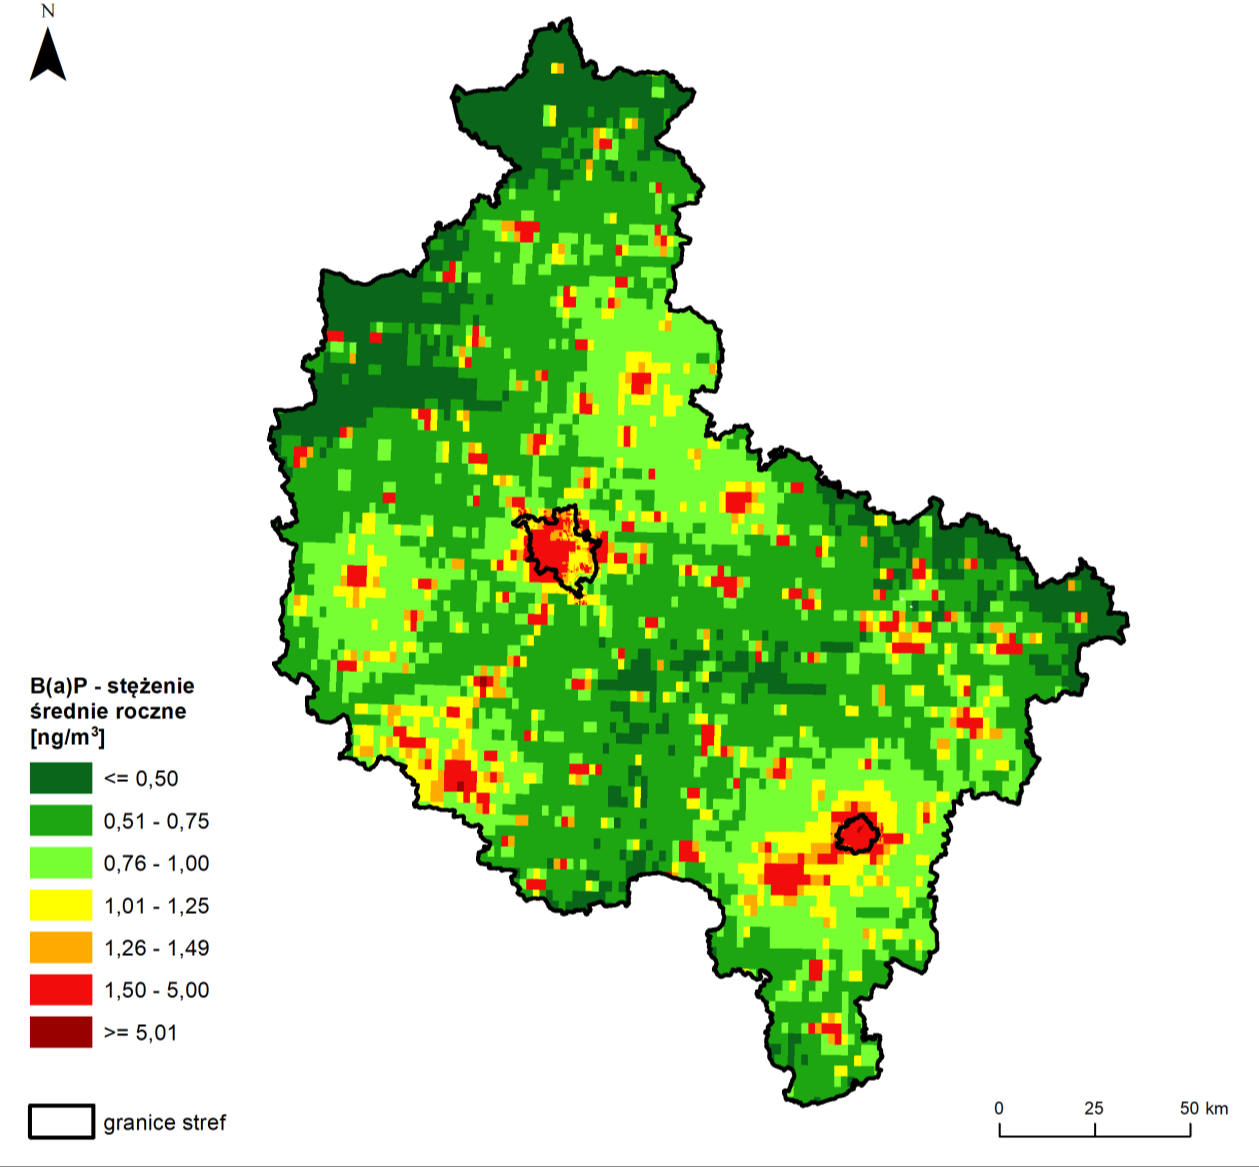 N
B(a)P - stężenie
średnie roczne
[ng/m³]
<= 0,50
0,51 - 0,75
0,76 - 1,00
1,01 - 1,25
1,26 - 1,49
1,50 - 5,00
>= 5,01
granice stref
0 25 50 km